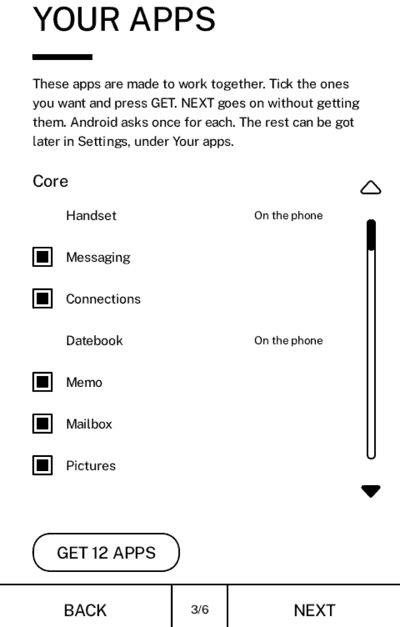 YOUR APPS
These apps are made to work together. Tick the ones
you want and press GET. NEXT goes on without getting
them. Android asks once for each. The rest can be got
later in Settings, under Your apps.
Core
Handset On the phone
Messaging
Connections
Datebook On the phone
Memo
Mailbox
Pictures
GET 12 APPS
BACK 3/6 NEXT